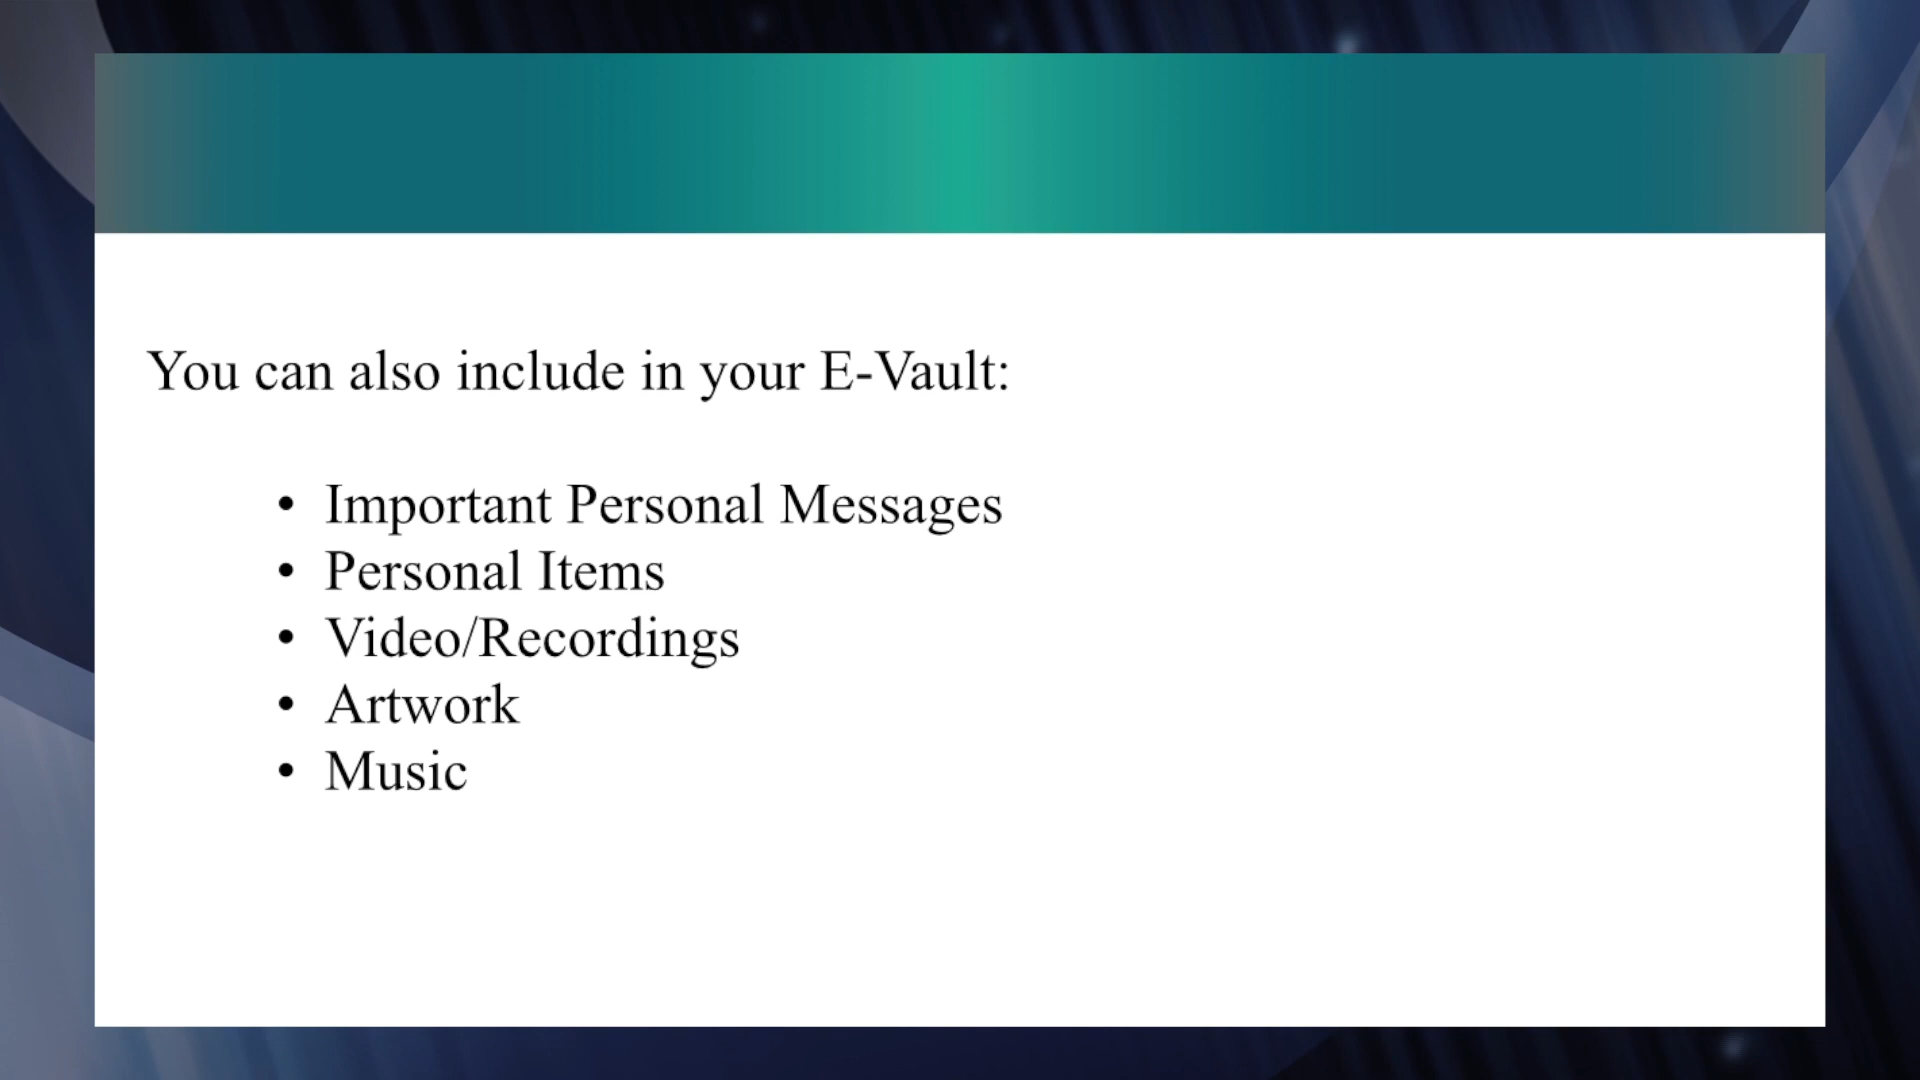 You can also include in your E-Vault:
• Important Personal Messages
• Personal Items
• Video/Recordings
• Artwork
• Music